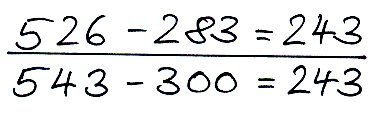 526 - 283 = 243
543 - 300 = 243